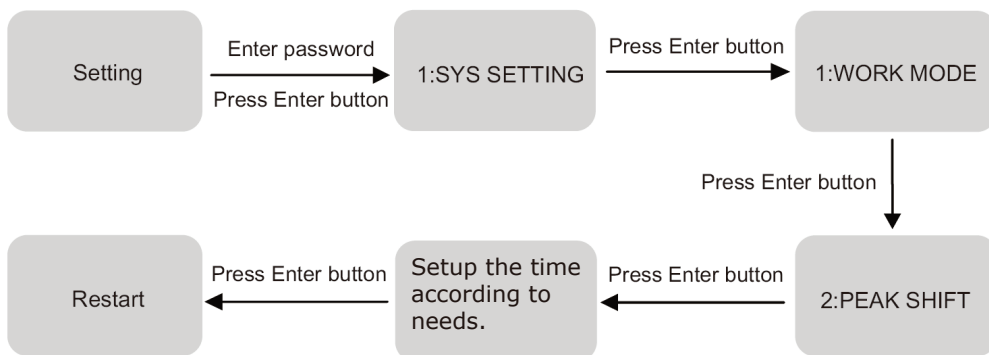 Setting
Enter password
Press Enter button
1:SYS SETTING
Press Enter button
1:WORK MODE
Press Enter button
2:PEAK SHIFT
Press Enter button
Setup the time
according to
needs.
Press Enter button
Restart